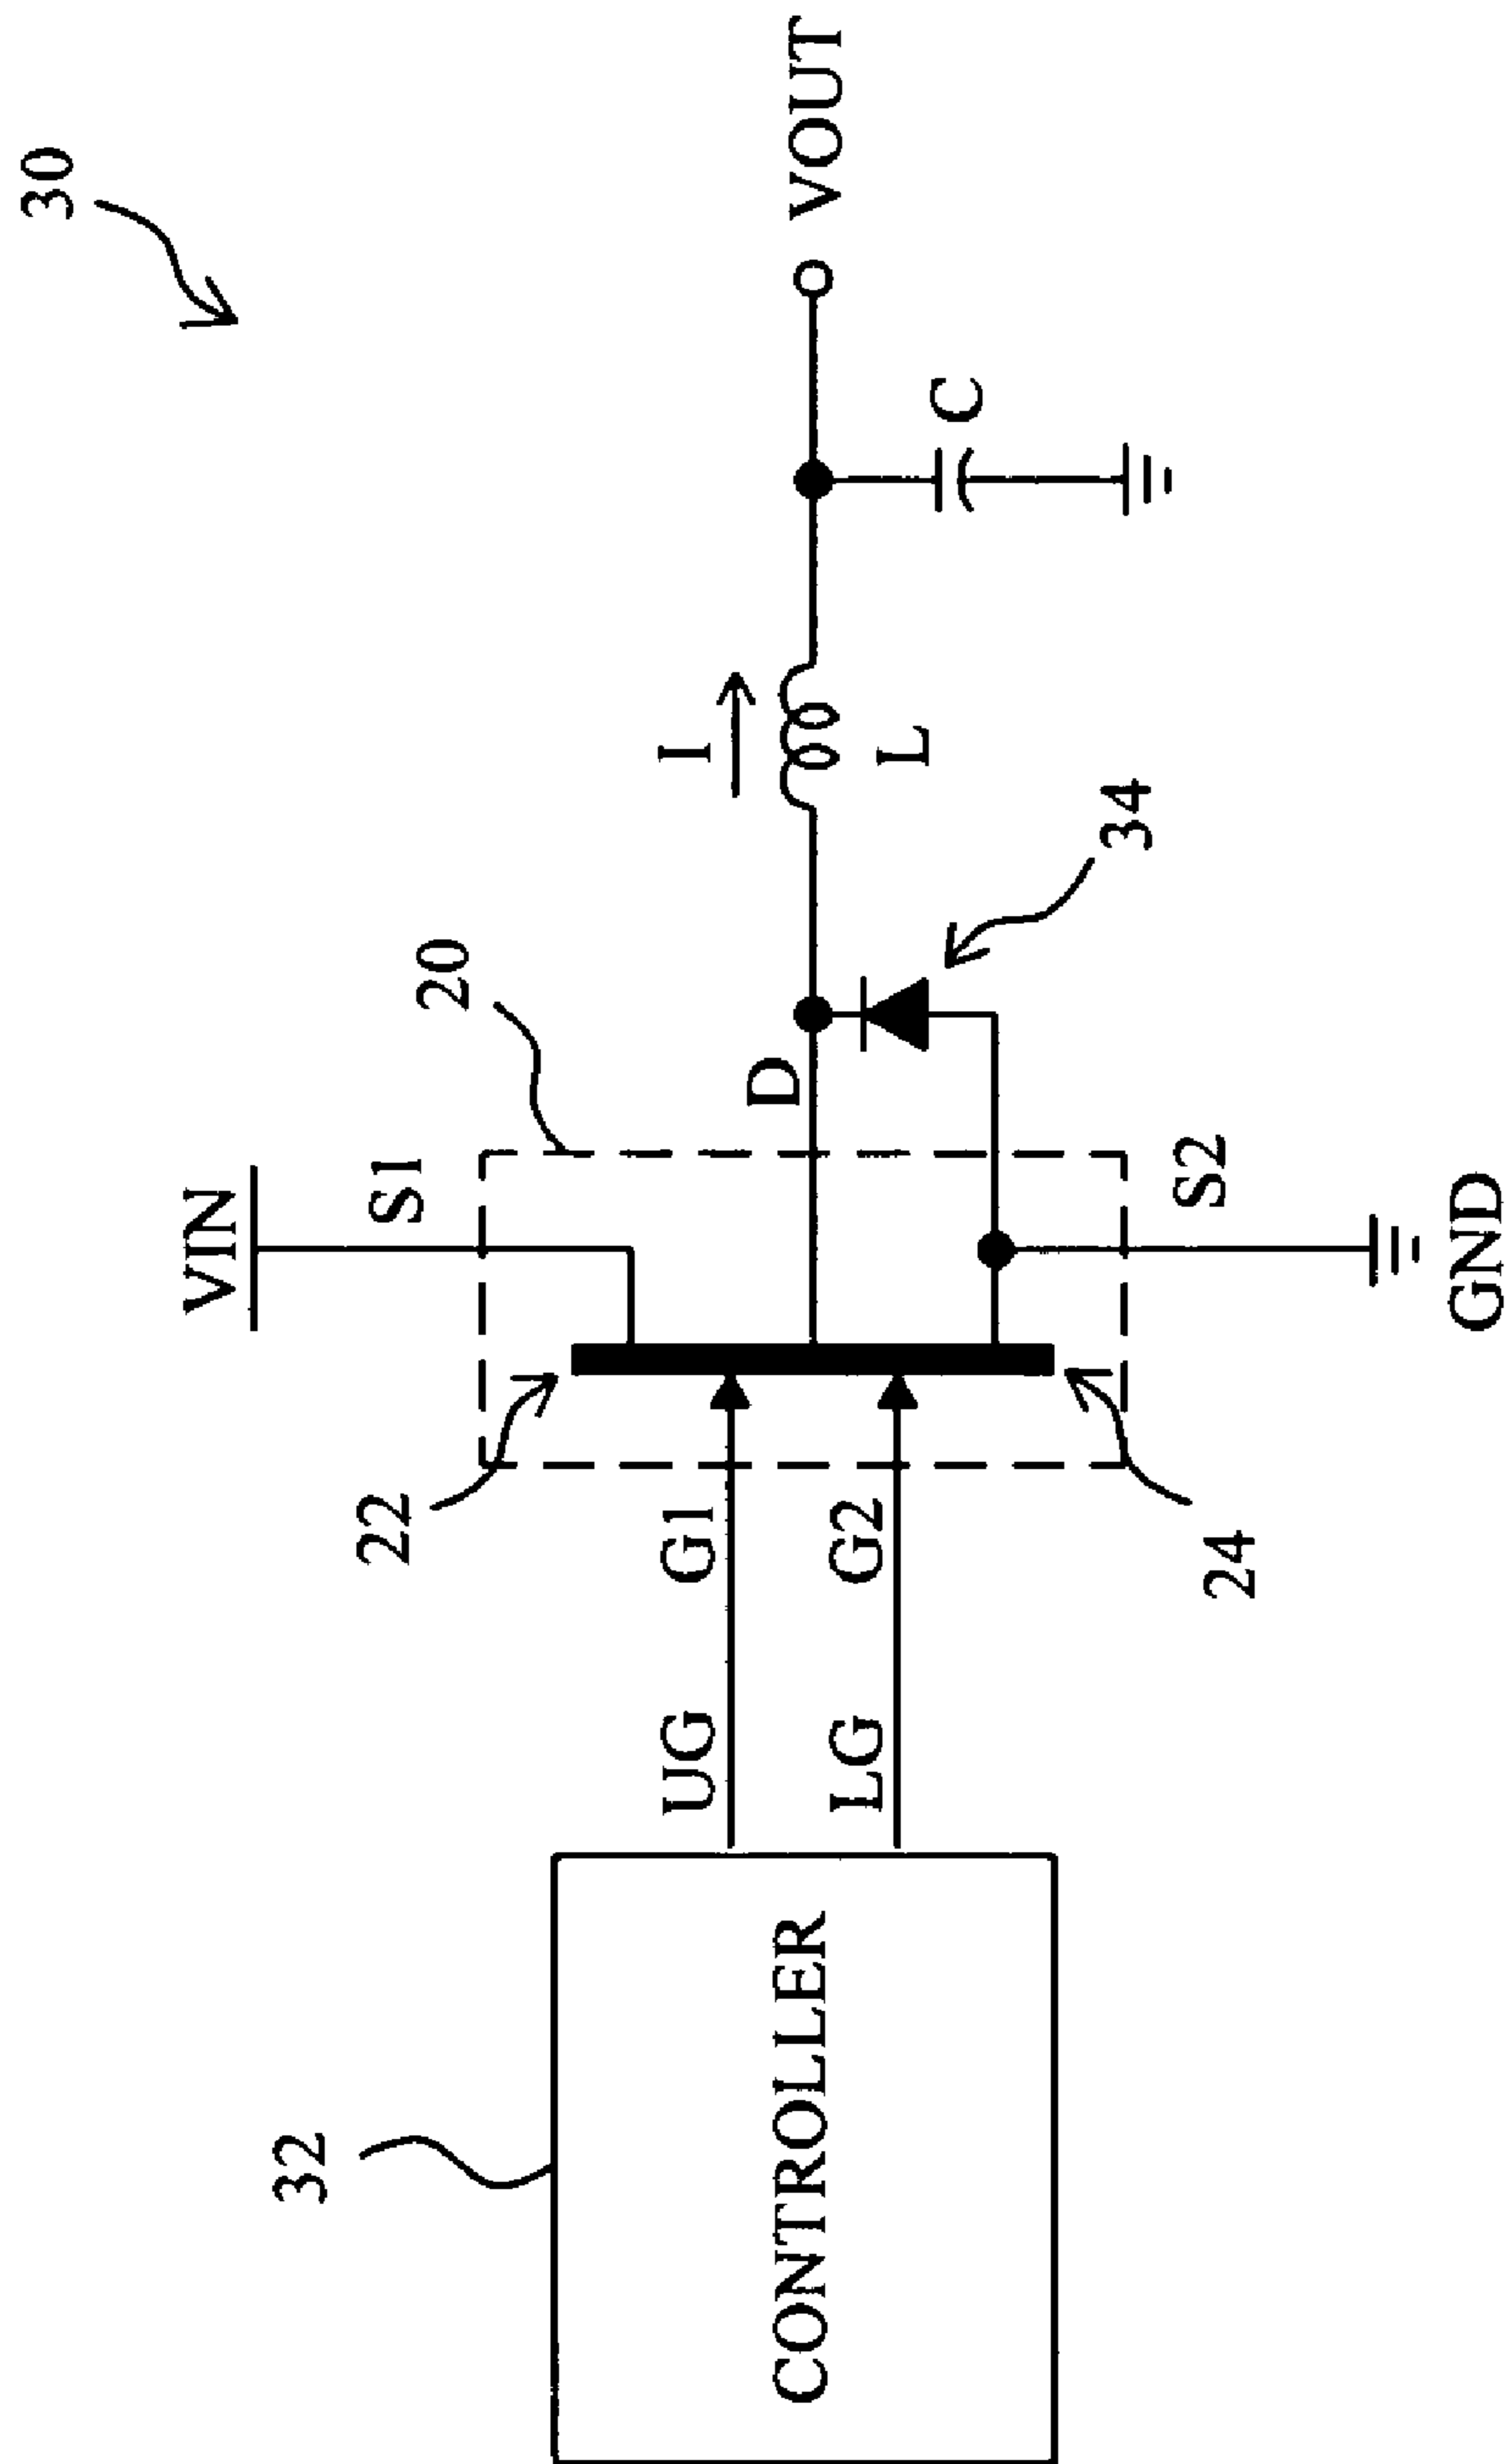 30
VIN
S1
20
22
32
UG
G1
D
I
VOUT
CONTROLLER
LG
G2
L
C
34
24
S2
GND